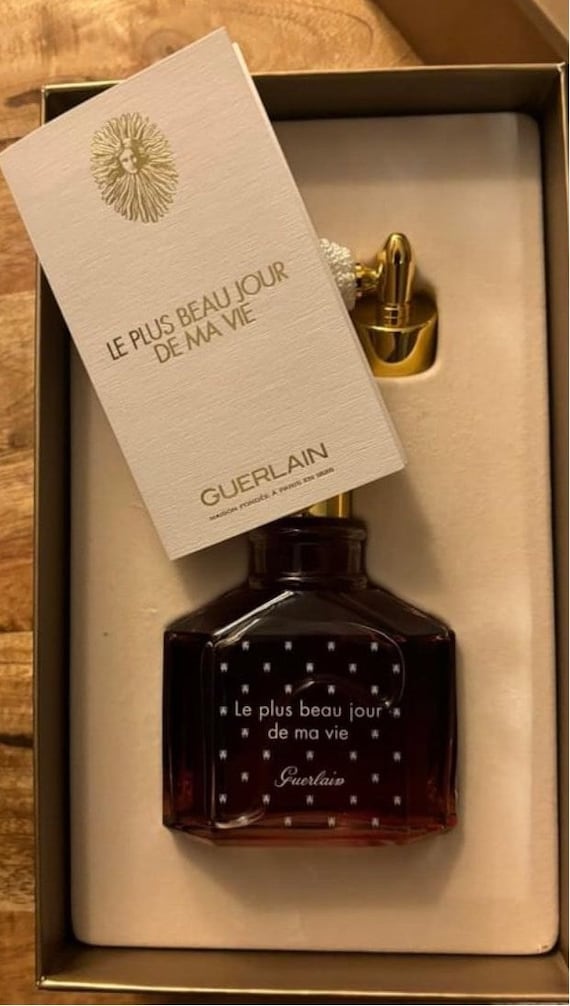 LE PLUS BEAU JOUR
DE MA VIE
GUERLAIN
MAISON FONDÉE À PARIS EN 1828
Le plus beau jour
de ma vie
Guerlain